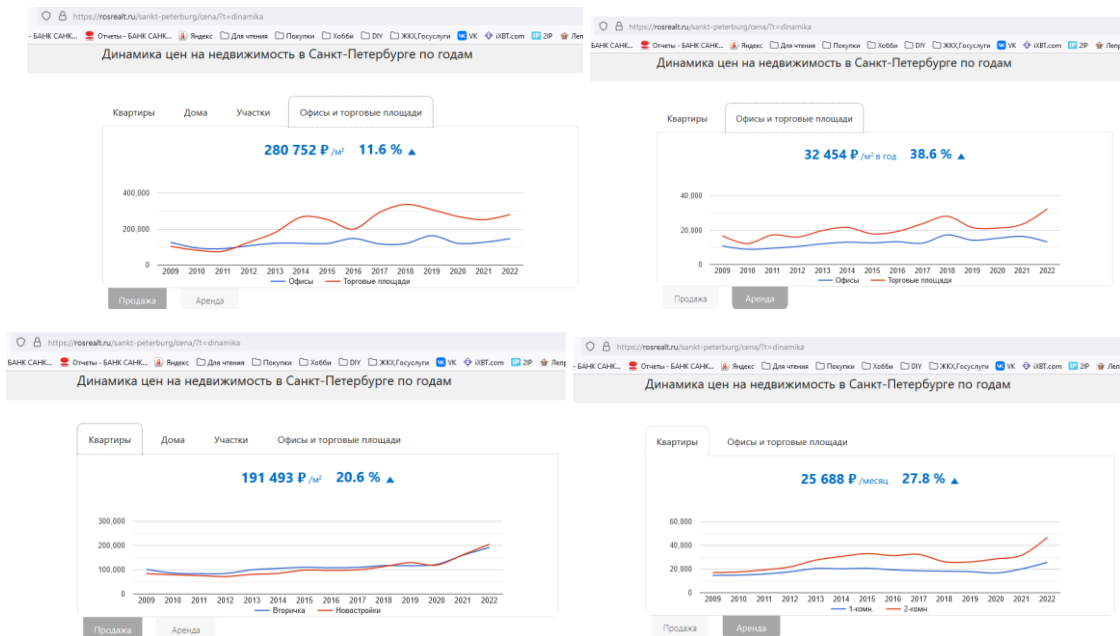 https://rosrealt.ru/sankt-peterburg/cena/?t=dinamika
- БАНК САНК... Отчеты - БАНК САНК... Яндекс Для чтения Покупки Хобби DIY ЖКХ,Госуслуги VK iXBT.com 2IP Леп
Динамика цен на недвижимость в Санкт-Петербурге по годам
Квартиры Дома Участки Офисы и торговые площади
280 752 ₽ /м² 11.6 % ▲
400,000
200,000
0
2009 2010 2011 2012 2013 2014 2015 2016 2017 2018 2019 2020 2021 2022
Офисы Торговые площади
Продажа Аренда
https://rosrealt.ru/sankt-peterburg/cena/?t=dinamika
БАНК САНК... Отчеты - БАНК САНК... Яндекс Для чтения Покупки Хобби DIY ЖКХ,Госуслуги VK iXBT.com 2IP Леп
Динамика цен на недвижимость в Санкт-Петербурге по годам
Квартиры Офисы и торговые площади
32 454 ₽ /м² в год 38.6 % ▲
40,000
20,000
0
2009 2010 2011 2012 2013 2014 2015 2016 2017 2018 2019 2020 2021 2022
Офисы Торговые площади
Продажа Аренда
https://rosrealt.ru/sankt-peterburg/cena/?t=dinamika
БАНК САНК... Отчеты - БАНК САНК... Яндекс Для чтения Покупки Хобби DIY ЖКХ,Госуслуги VK iXBT.com 2IP Леп
Динамика цен на недвижимость в Санкт-Петербурге по годам
Квартиры Дома Участки Офисы и торговые площади
191 493 ₽ /м² 20.6 % ▲
300,000
200,000
100,000
0
2009 2010 2011 2012 2013 2014 2015 2016 2017 2018 2019 2020 2021 2022
Вторичка Новостройки
Продажа Аренда
https://rosrealt.ru/sankt-peterburg/cena/?t=dinamika
- БАНК САНК... Отчеты - БАНК САНК... Яндекс Для чтения Покупки Хобби DIY ЖКХ,Госуслуги VK iXBT.com 2IP Леп
Динамика цен на недвижимость в Санкт-Петербурге по годам
Квартиры Офисы и торговые площади
25 688 ₽ /месяц 27.8 % ▲
60,000
40,000
20,000
0
2009 2010 2011 2012 2013 2014 2015 2016 2017 2018 2019 2020 2021 2022
1-комн. 2-комн.
Продажа Аренда